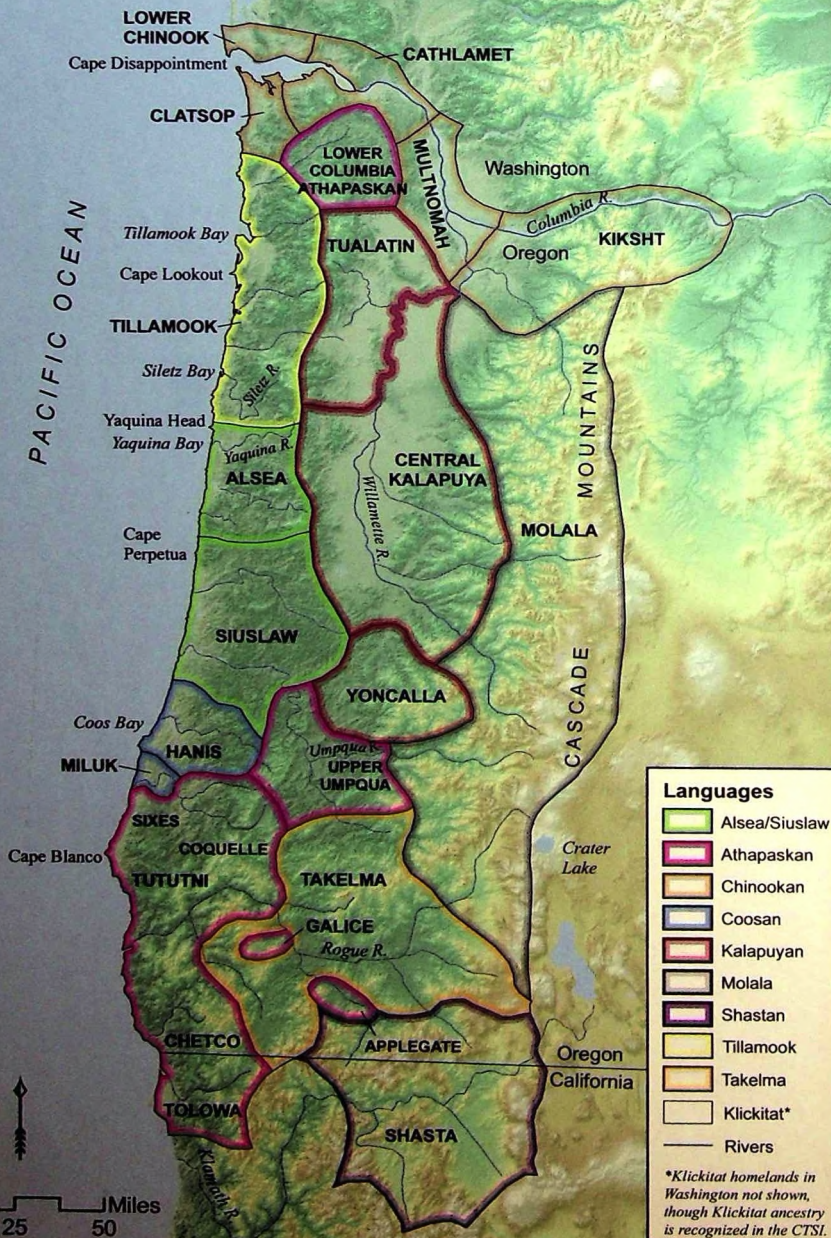 LOWER
CHINOOK
CATHLAMET
Cape Disappointment
CLATSOP
LOWER
COLUMBIA
ATHAPASKAN
MULTNOMAH
Washington
Columbia R.
Oregon
KIKSHT
PACIFIC OCEAN
Tillamook Bay
TUALATIN
Cape Lookout
TILLAMOOK
Siletz Bay
Siletz R.
Yaquina Head
Yaquina Bay
Yaquina R.
ALSEA
CENTRAL
KALAPUYA
Willamette R.
MOLALA
CASCADE MOUNTAINS
Cape
Perpetua
SIUSLAW
YONCALLA
Coos Bay
HANIS
MILUK
Umpqua R.
UPPER
UMPQUA
SIXES
COQUELLE
Cape Blanco
TUTUTNI
TAKELMA
Crater
Lake
GALICE
Rogue R.
CHETCO
APPLEGATE
Oregon
California
TOLOWA
SHASTA
Klamath R.
Miles
25 50
Languages
Alsea/Siuslaw
Athapaskan
Chinookan
Coosan
Kalapuyan
Molala
Shastan
Tillamook
Takelma
Klickitat*
Rivers
*Klickitat homelands in
Washington not shown,
though Klickitat ancestry
is recognized in the CTSI.